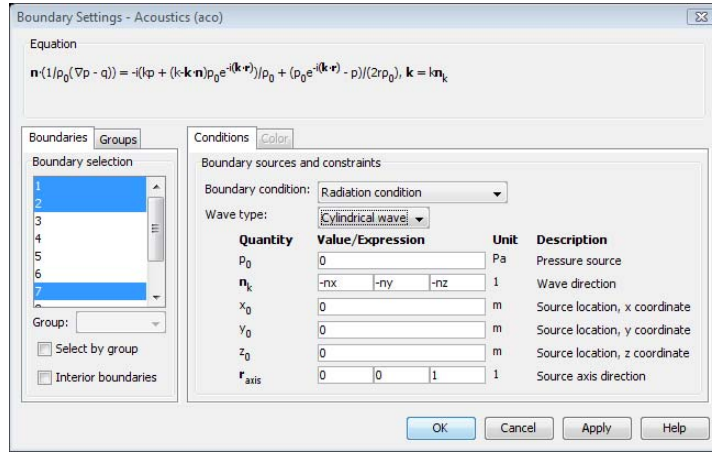 Boundary Settings - Acoustics (aco)
Equation
n·(1/ρ₀(∇p - q)) = -i(kp + (k-k·n)p₀e^-i(k·r))/ρ₀ + (p₀e^-i(k·r) - p)/(2rρ₀), k = kn_k
Boundaries Groups
Boundary selection
1
2
3
4
5
6
7
Group:
Select by group
Interior boundaries
Conditions Color
Boundary sources and constraints
Boundary condition: Radiation condition
Wave type: Cylindrical wave
Quantity Value/Expression Unit Description
p₀ 0 Pa Pressure source
n_k -nx -ny -nz 1 Wave direction
x₀ 0 m Source location, x coordinate
y₀ 0 m Source location, y coordinate
z₀ 0 m Source location, z coordinate
r_axis 0 0 1 1 Source axis direction
OK Cancel Apply Help